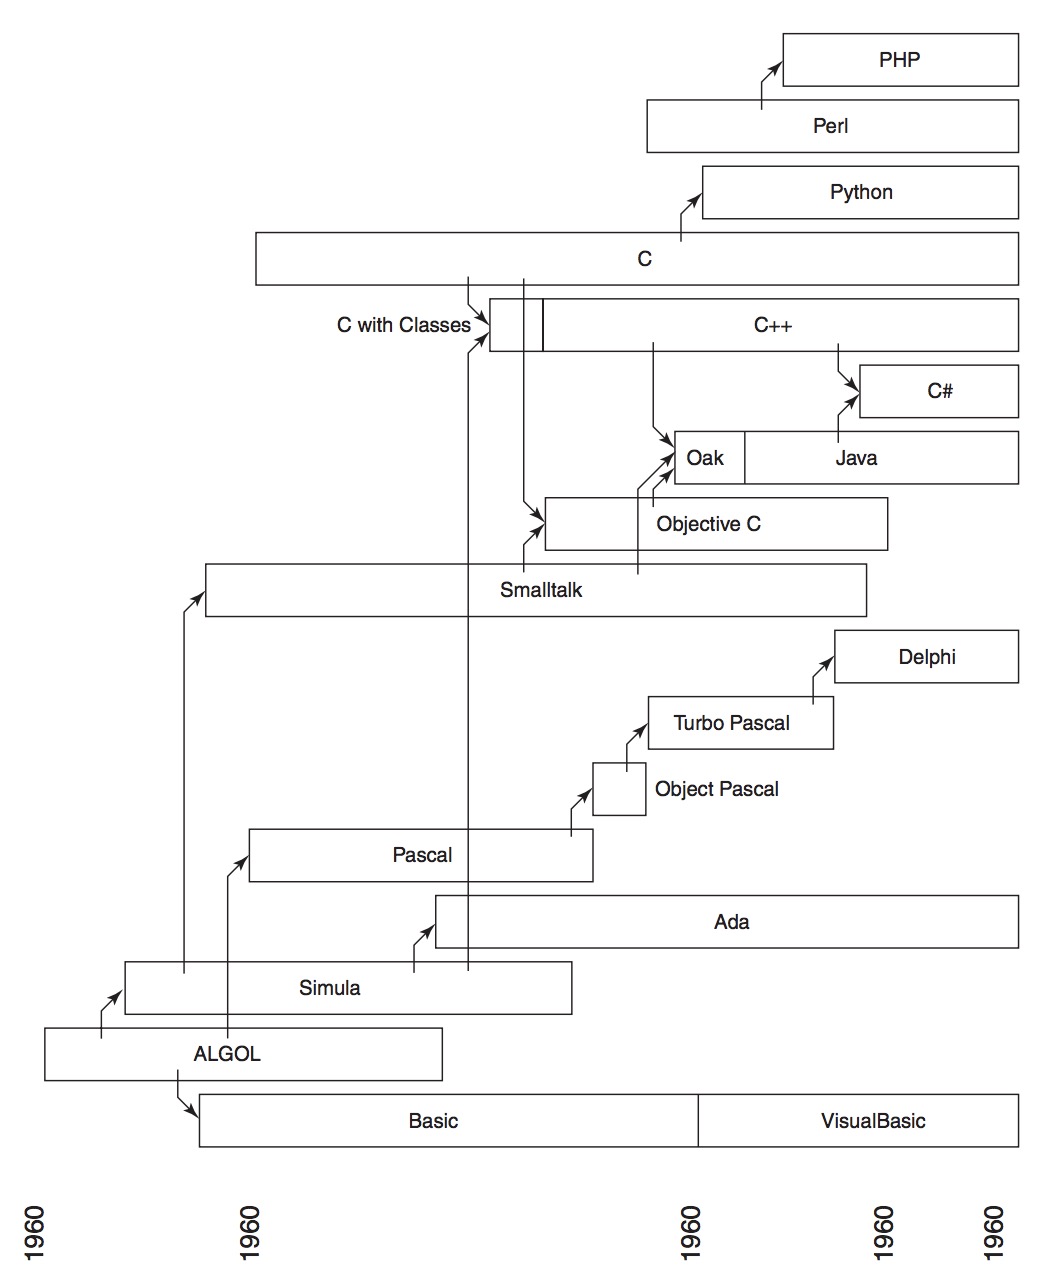 PHP
Perl
Python
C
C with Classes
C++
C#
Oak
Java
Objective C
Smalltalk
Delphi
Turbo Pascal
Object Pascal
Pascal
Ada
Simula
ALGOL
Basic
VisualBasic
1960
1960
1960
1960
1960